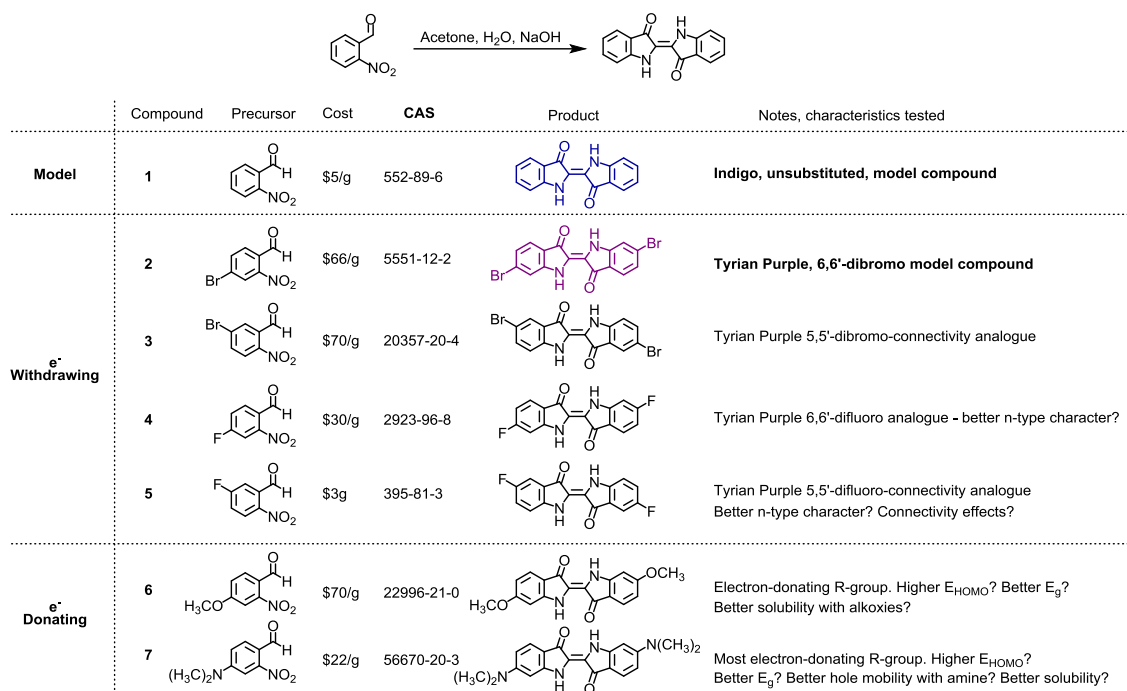 O
NO₂
Acetone, H₂O, NaOH
O
H
N
N
H
O
Compound Precursor Cost CAS Product Notes, characteristics tested
Model
1
O
H
NO₂
$5/g
552-89-6
O
H
N
N
H
O
Indigo, unsubstituted, model compound
e⁻
Withdrawing
2
O
H
Br
NO₂
$66/g
5551-12-2
O
H
N
Br
Br
N
H
O
Tyrian Purple, 6,6'-dibromo model compound
3
O
Br
H
NO₂
$70/g
20357-20-4
Br
O
H
N
N
H
O
Br
Tyrian Purple 5,5'-dibromo-connectivity analogue
4
O
H
F
NO₂
$30/g
2923-96-8
O
H
N
F
F
N
H
O
Tyrian Purple 6,6'-difluoro analogue - better n-type character?
5
O
F
H
NO₂
$3g
395-81-3
F
O
H
N
N
H
O
F
Tyrian Purple 5,5'-difluoro-connectivity analogue
Better n-type character? Connectivity effects?
e⁻
Donating
6
O
H
H₃CO
NO₂
$70/g
22996-21-0
O
H
N
OCH₃
H₃CO
N
H
O
Electron-donating R-group. Higher E_HOMO? Better E_g?
Better solubility with alkoxies?
7
O
H
(H₃C)₂N
NO₂
$22/g
56670-20-3
O
H
N
N(CH₃)₂
(H₃C)₂N
N
H
O
Most electron-donating R-group. Higher E_HOMO?
Better E_g? Better hole mobility with amine? Better solubility?